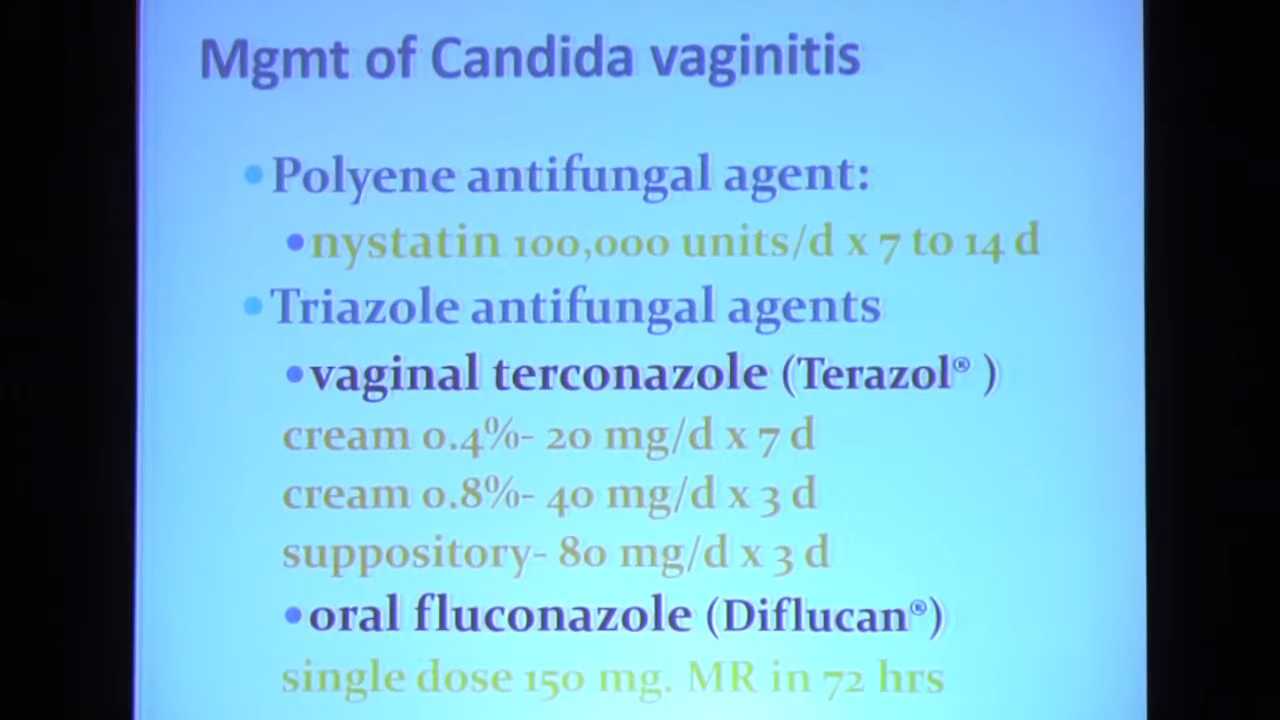 Mgmt of Candida vaginitis
•Polyene antifungal agent:
•nystatin 100,000 units/d x 7 to 14 d
•Triazole antifungal agents
•vaginal terconazole (Terazol® )
cream 0.4%- 20 mg/d x 7 d
cream 0.8%- 40 mg/d x 3 d
suppository- 80 mg/d x 3 d
•oral fluconazole (Diflucan®)
single dose 150 mg. MR in 72 hrs